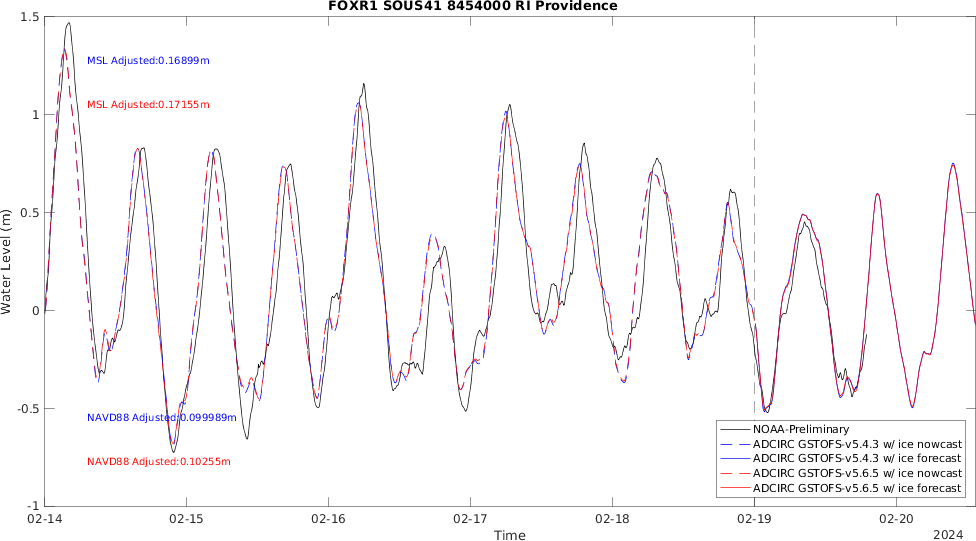 FOXR1 SOUS41 8454000 RI Providence
1.5
1
0.5
0
-0.5
-1
Water Level (m)
MSL Adjusted:0.16899m
MSL Adjusted:0.17155m
NAVD88 Adjusted:0.099989m
NAVD88 Adjusted:0.10255m
NOAA-Preliminary
ADCIRC GSTOFS-v5.4.3 w/ ice nowcast
ADCIRC GSTOFS-v5.4.3 w/ ice forecast
ADCIRC GSTOFS-v5.6.5 w/ ice nowcast
ADCIRC GSTOFS-v5.6.5 w/ ice forecast
02-14 02-15 02-16 02-17 02-18 02-19 02-20
Time
2024